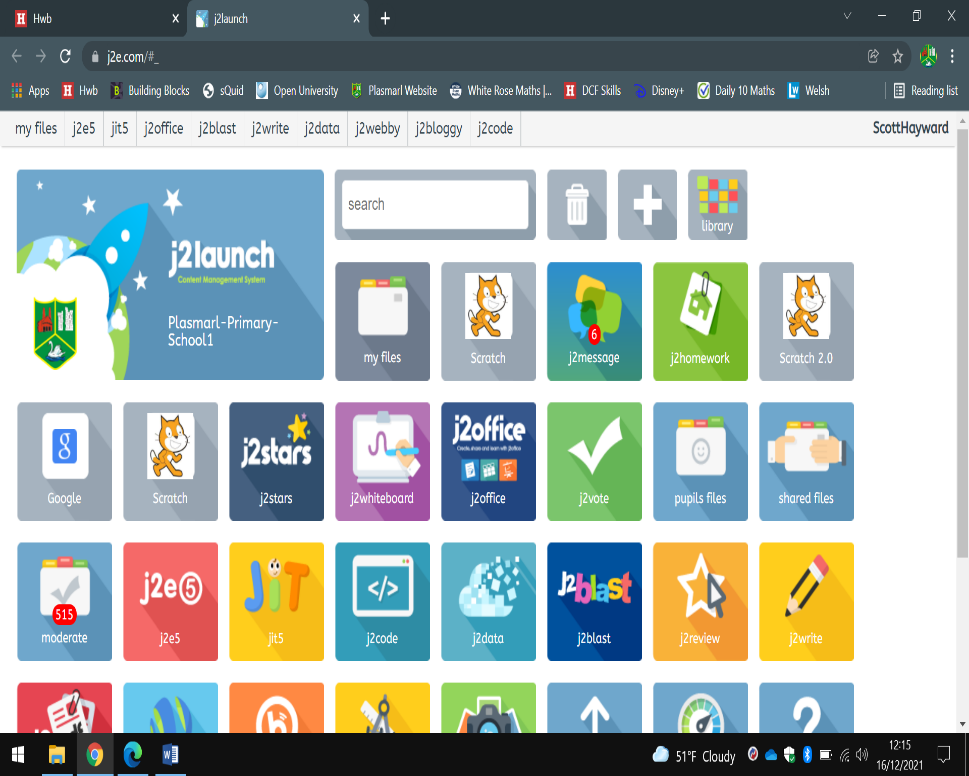 Hwb
j2launch
j2e.com/#_
Apps Hwb Building Blocks sQuid Open University Plasmarl Website White Rose Maths |... DCF Skills Disney+ Daily 10 Maths Welsh Reading list
my files j2e5 jit5 j2office j2blast j2write j2data j2webby j2bloggy j2code ScottHayward
j2launch
Content Management System
Plasmarl-Primary-
School1
search
library
my files Scratch 6 j2message j2homework Scratch 2.0
g
Google Scratch
j2stars
j2stars
j2whiteboard
j2office
Create, share and learn with j2office
j2office
j2vote pupils files shared files
515
moderate
j2e5
j2e5
JiT
jit5
</>
j2code
j2data
j2blast
j2blast
j2review j2write
?
51°F Cloudy
12:15
16/12/2021